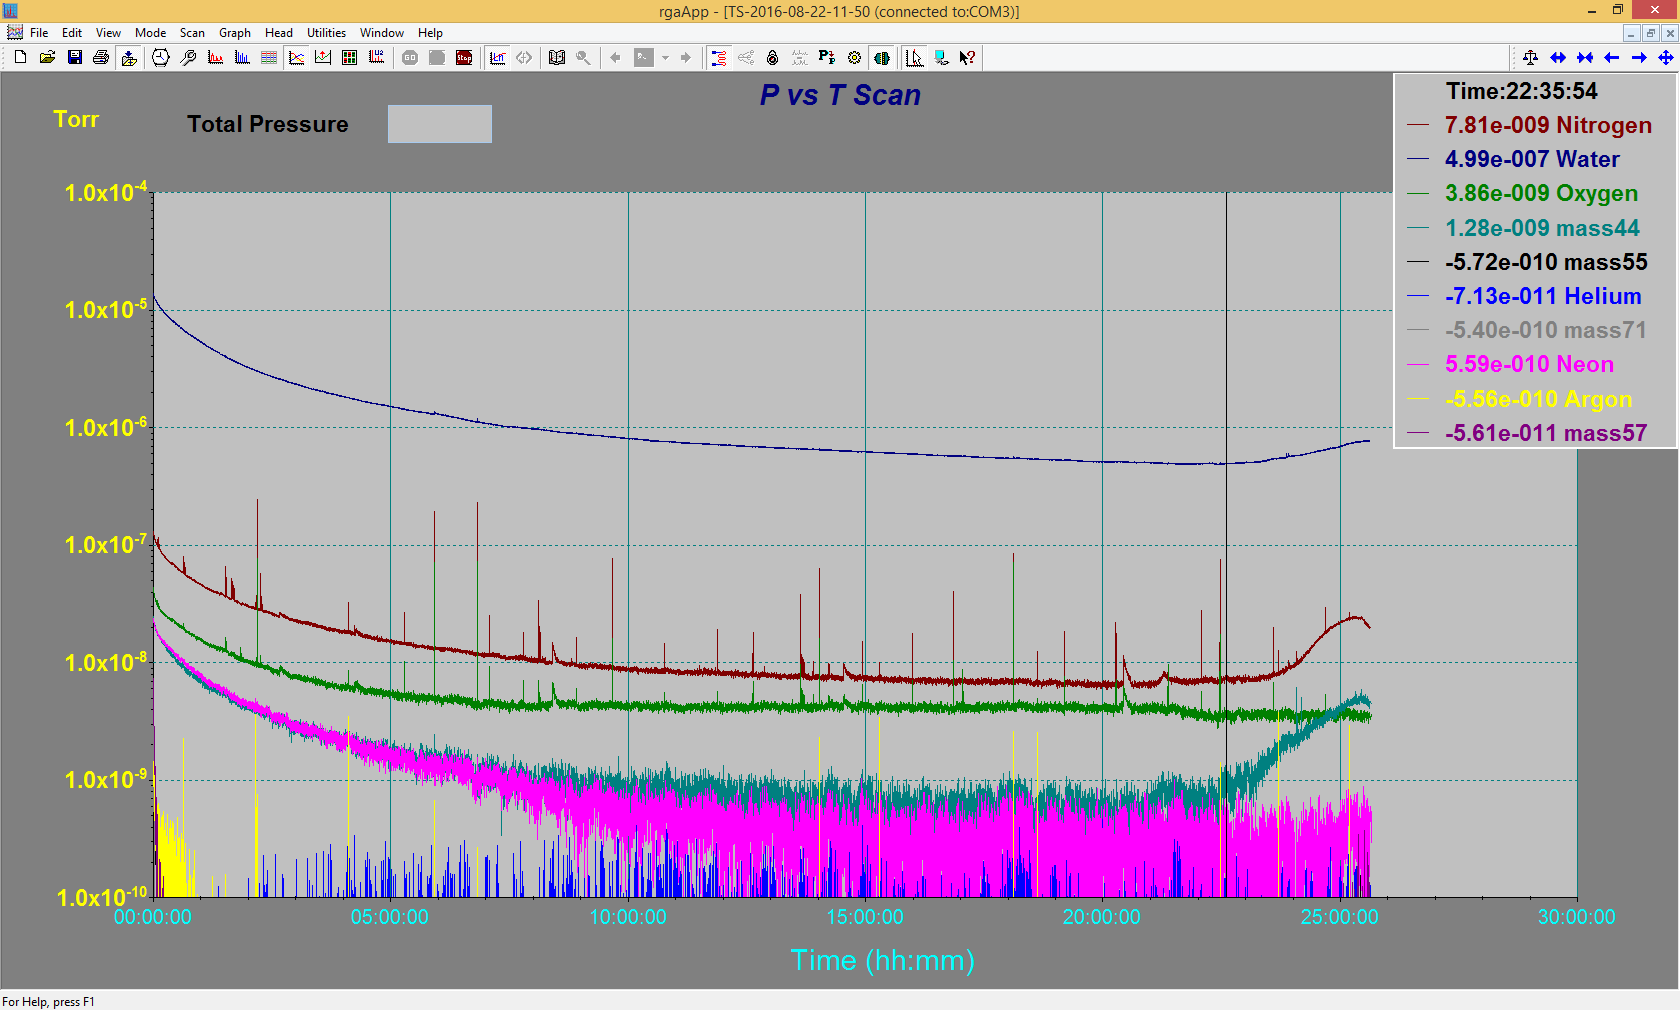 rgaApp - [TS-2016-08-22-11-50 (connected to:COM3)]
File Edit View Mode Scan Graph Head Utilities Window Help
GO Stop
P vs T Scan
Torr
Total Pressure
Time:22:35:54
7.81e-009 Nitrogen
4.99e-007 Water
3.86e-009 Oxygen
1.28e-009 mass44
-5.72e-010 mass55
-7.13e-011 Helium
-5.40e-010 mass71
5.59e-010 Neon
-5.56e-010 Argon
-5.61e-011 mass57
1.0x10-4
1.0x10-5
1.0x10-6
1.0x10-7
1.0x10-8
1.0x10-9
1.0x10-10
00:00:00 05:00:00 10:00:00 15:00:00 20:00:00 25:00:00 30:00:00
Time (hh:mm)
For Help, press F1